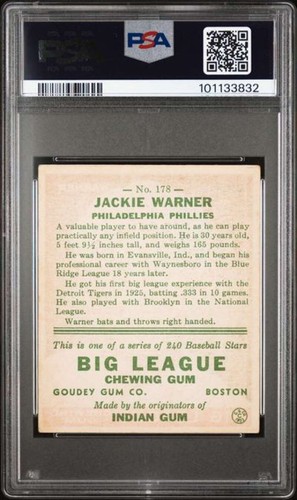 PSA
101133832
— No. 178 —
JACKIE WARNER
PHILADELPHIA PHILLIES
A valuable player to have around, as he can play
practically any infield position. He is 30 years old,
5 feet 9½ inches tall, and weighs 165 pounds.
He was born in Evansville, Ind., and began his
professional career with Waynesboro in the Blue
Ridge League 18 years later.
He got his first big league experience with the
Detroit Tigers in 1925, batting .333 in 10 games.
He also played with Brooklyn in the National
League.
Warner bats and throws right handed.
This is one of a series of 240 Baseball Stars
BIG LEAGUE
CHEWING GUM
GOUDEY GUM CO. BOSTON
Made by the originators of
INDIAN GUM